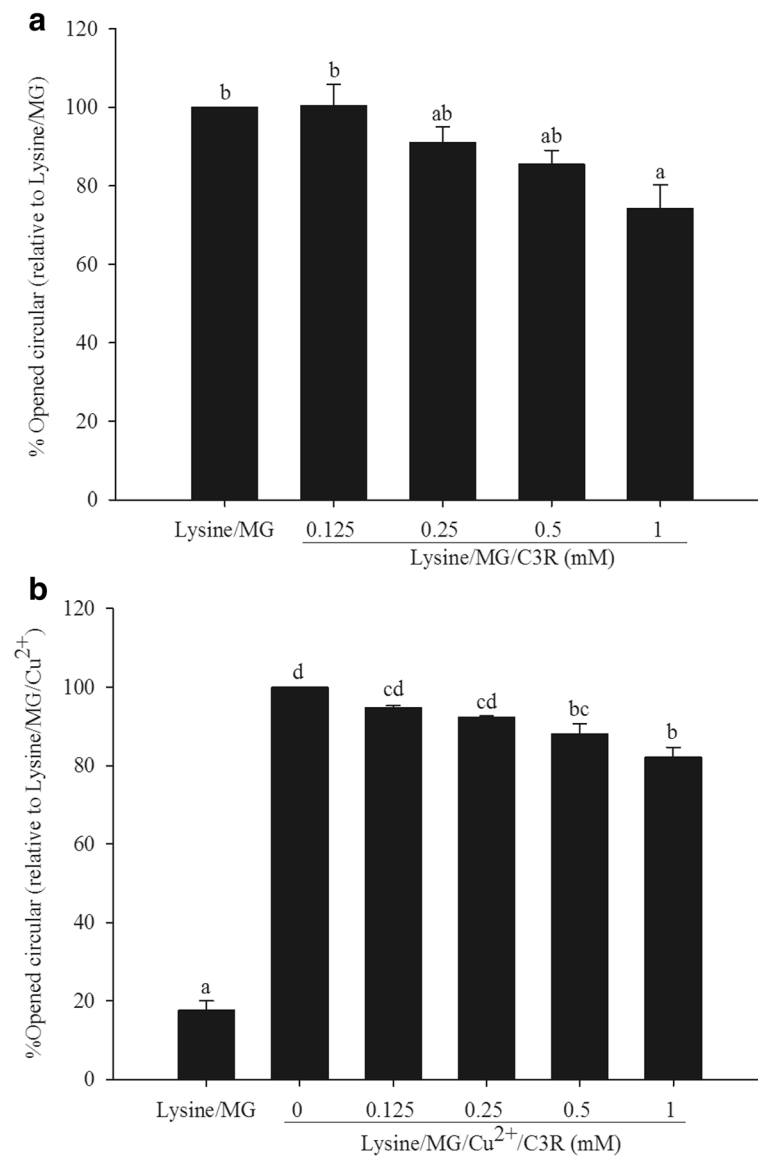 a
% Opened circular (relative to Lysine/MG)
120
100
80
60
40
20
0
b b ab ab a
Lysine/MG 0.125 0.25 0.5 1
Lysine/MG/C3R (mM)
b
%Opened circular (relative to Lysine/MG/Cu²⁺)
120
100
80
60
40
20
0
a d cd cd bc b
Lysine/MG 0 0.125 0.25 0.5 1
Lysine/MG/Cu²⁺/C3R (mM)